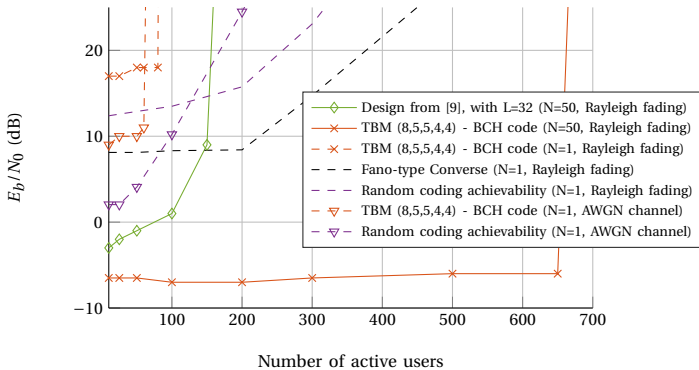 20
10
0
−10
E_b/N_0 (dB)
Design from [9], with L=32 (N=50, Rayleigh fading)
TBM (8,5,5,4,4) - BCH code (N=50, Rayleigh fading)
TBM (8,5,5,4,4) - BCH code (N=1, Rayleigh fading)
Fano-type Converse (N=1, Rayleigh fading)
Random coding achievability (N=1, Rayleigh fading)
TBM (8,5,5,4,4) - BCH code (N=1, AWGN channel)
Random coding achievability (N=1, AWGN channel)
100 200 300 400 500 600 700
Number of active users